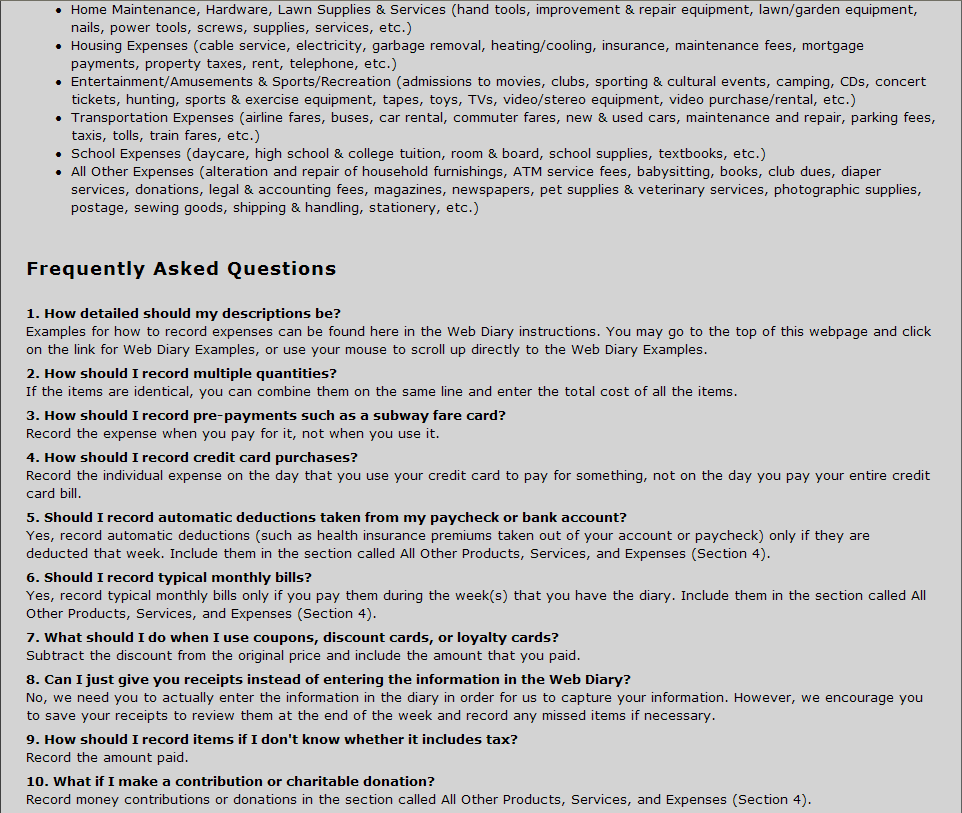 • Home Maintenance, Hardware, Lawn Supplies & Services (hand tools, improvement & repair equipment, lawn/garden equipment,
nails, power tools, screws, supplies, services, etc.)
• Housing Expenses (cable service, electricity, garbage removal, heating/cooling, insurance, maintenance fees, mortgage
payments, property taxes, rent, telephone, etc.)
• Entertainment/Amusements & Sports/Recreation (admissions to movies, clubs, sporting & cultural events, camping, CDs, concert
tickets, hunting, sports & exercise equipment, tapes, toys, TVs, video/stereo equipment, video purchase/rental, etc.)
• Transportation Expenses (airline fares, buses, car rental, commuter fares, new & used cars, maintenance and repair, parking fees,
taxis, tolls, train fares, etc.)
• School Expenses (daycare, high school & college tuition, room & board, school supplies, textbooks, etc.)
• All Other Expenses (alteration and repair of household furnishings, ATM service fees, babysitting, books, club dues, diaper
services, donations, legal & accounting fees, magazines, newspapers, pet supplies & veterinary services, photographic supplies,
postage, sewing goods, shipping & handling, stationery, etc.)
Frequently Asked Questions
1. How detailed should my descriptions be?
Examples for how to record expenses can be found here in the Web Diary instructions. You may go to the top of this webpage and click
on the link for Web Diary Examples, or use your mouse to scroll up directly to the Web Diary Examples.
2. How should I record multiple quantities?
If the items are identical, you can combine them on the same line and enter the total cost of all the items.
3. How should I record pre-payments such as a subway fare card?
Record the expense when you pay for it, not when you use it.
4. How should I record credit card purchases?
Record the individual expense on the day that you use your credit card to pay for something, not on the day you pay your entire credit
card bill.
5. Should I record automatic deductions taken from my paycheck or bank account?
Yes, record automatic deductions (such as health insurance premiums taken out of your account or paycheck) only if they are
deducted that week. Include them in the section called All Other Products, Services, and Expenses (Section 4).
6. Should I record typical monthly bills?
Yes, record typical monthly bills only if you pay them during the week(s) that you have the diary. Include them in the section called All
Other Products, Services, and Expenses (Section 4).
7. What should I do when I use coupons, discount cards, or loyalty cards?
Subtract the discount from the original price and include the amount that you paid.
8. Can I just give you receipts instead of entering the information in the Web Diary?
No, we need you to actually enter the information in the diary in order for us to capture your information. However, we encourage you
to save your receipts to review them at the end of the week and record any missed items if necessary.
9. How should I record items if I don't know whether it includes tax?
Record the amount paid.
10. What if I make a contribution or charitable donation?
Record money contributions or donations in the section called All Other Products, Services, and Expenses (Section 4).